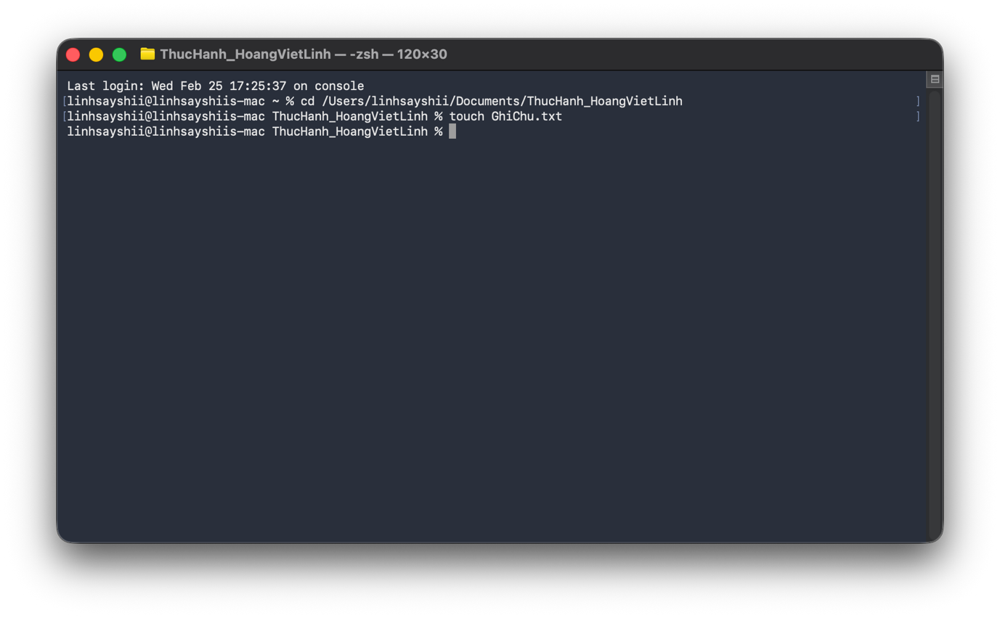 ThucHanh_HoangVietLinh — -zsh — 120×30
Last login: Wed Feb 25 17:25:37 on console
[linhsayshii@linhsayshiis-mac ~ % cd /Users/linhsayshii/Documents/ThucHanh_HoangVietLinh ]
[linhsayshii@linhsayshiis-mac ThucHanh_HoangVietLinh % touch GhiChu.txt ]
linhsayshii@linhsayshiis-mac ThucHanh_HoangVietLinh %